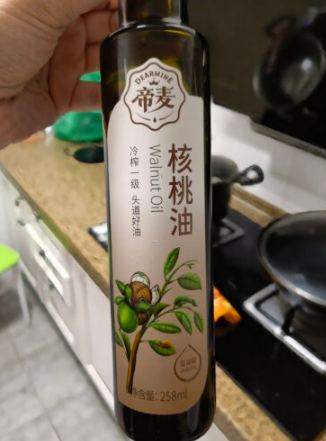 DEARMINE
帝麦
核桃油
Walnut Oil
冷榨一级 头道好油
净含量: 258ml